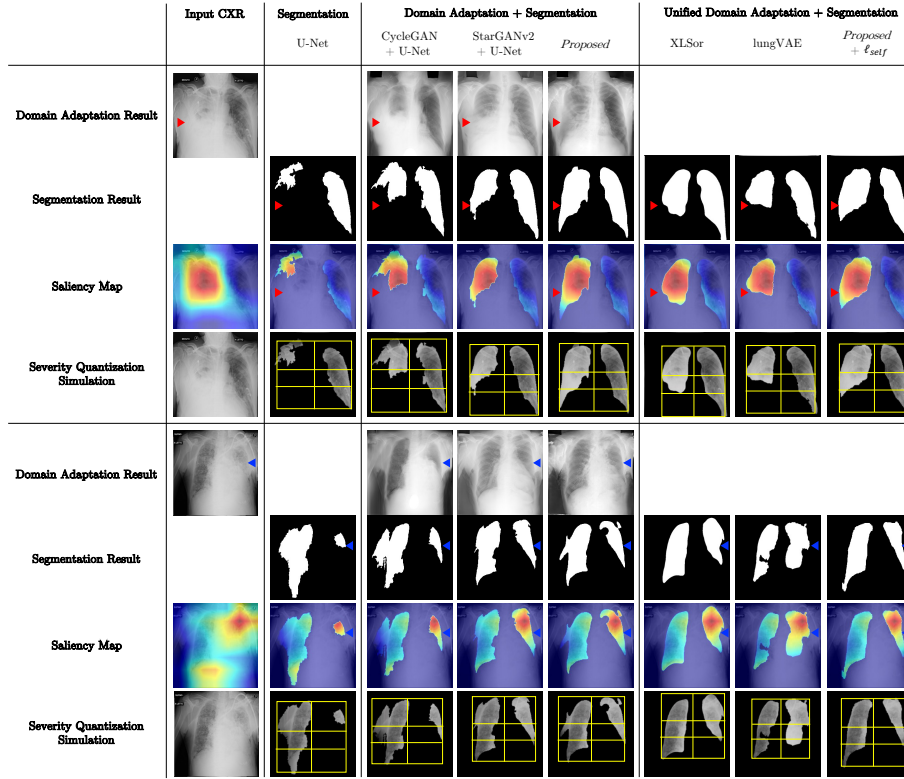 Input CXR
Segmentation
Domain Adaptation + Segmentation
Unified Domain Adaptation + Segmentation
U-Net
CycleGAN
+ U-Net
StarGANv2
+ U-Net
Proposed
XLSor
lungVAE
Proposed
+ ℓself
Domain Adaptation Result
Segmentation Result
Saliency Map
Severity Quantization
Simulation
Domain Adaptation Result
Segmentation Result
Saliency Map
Severity Quantization
Simulation